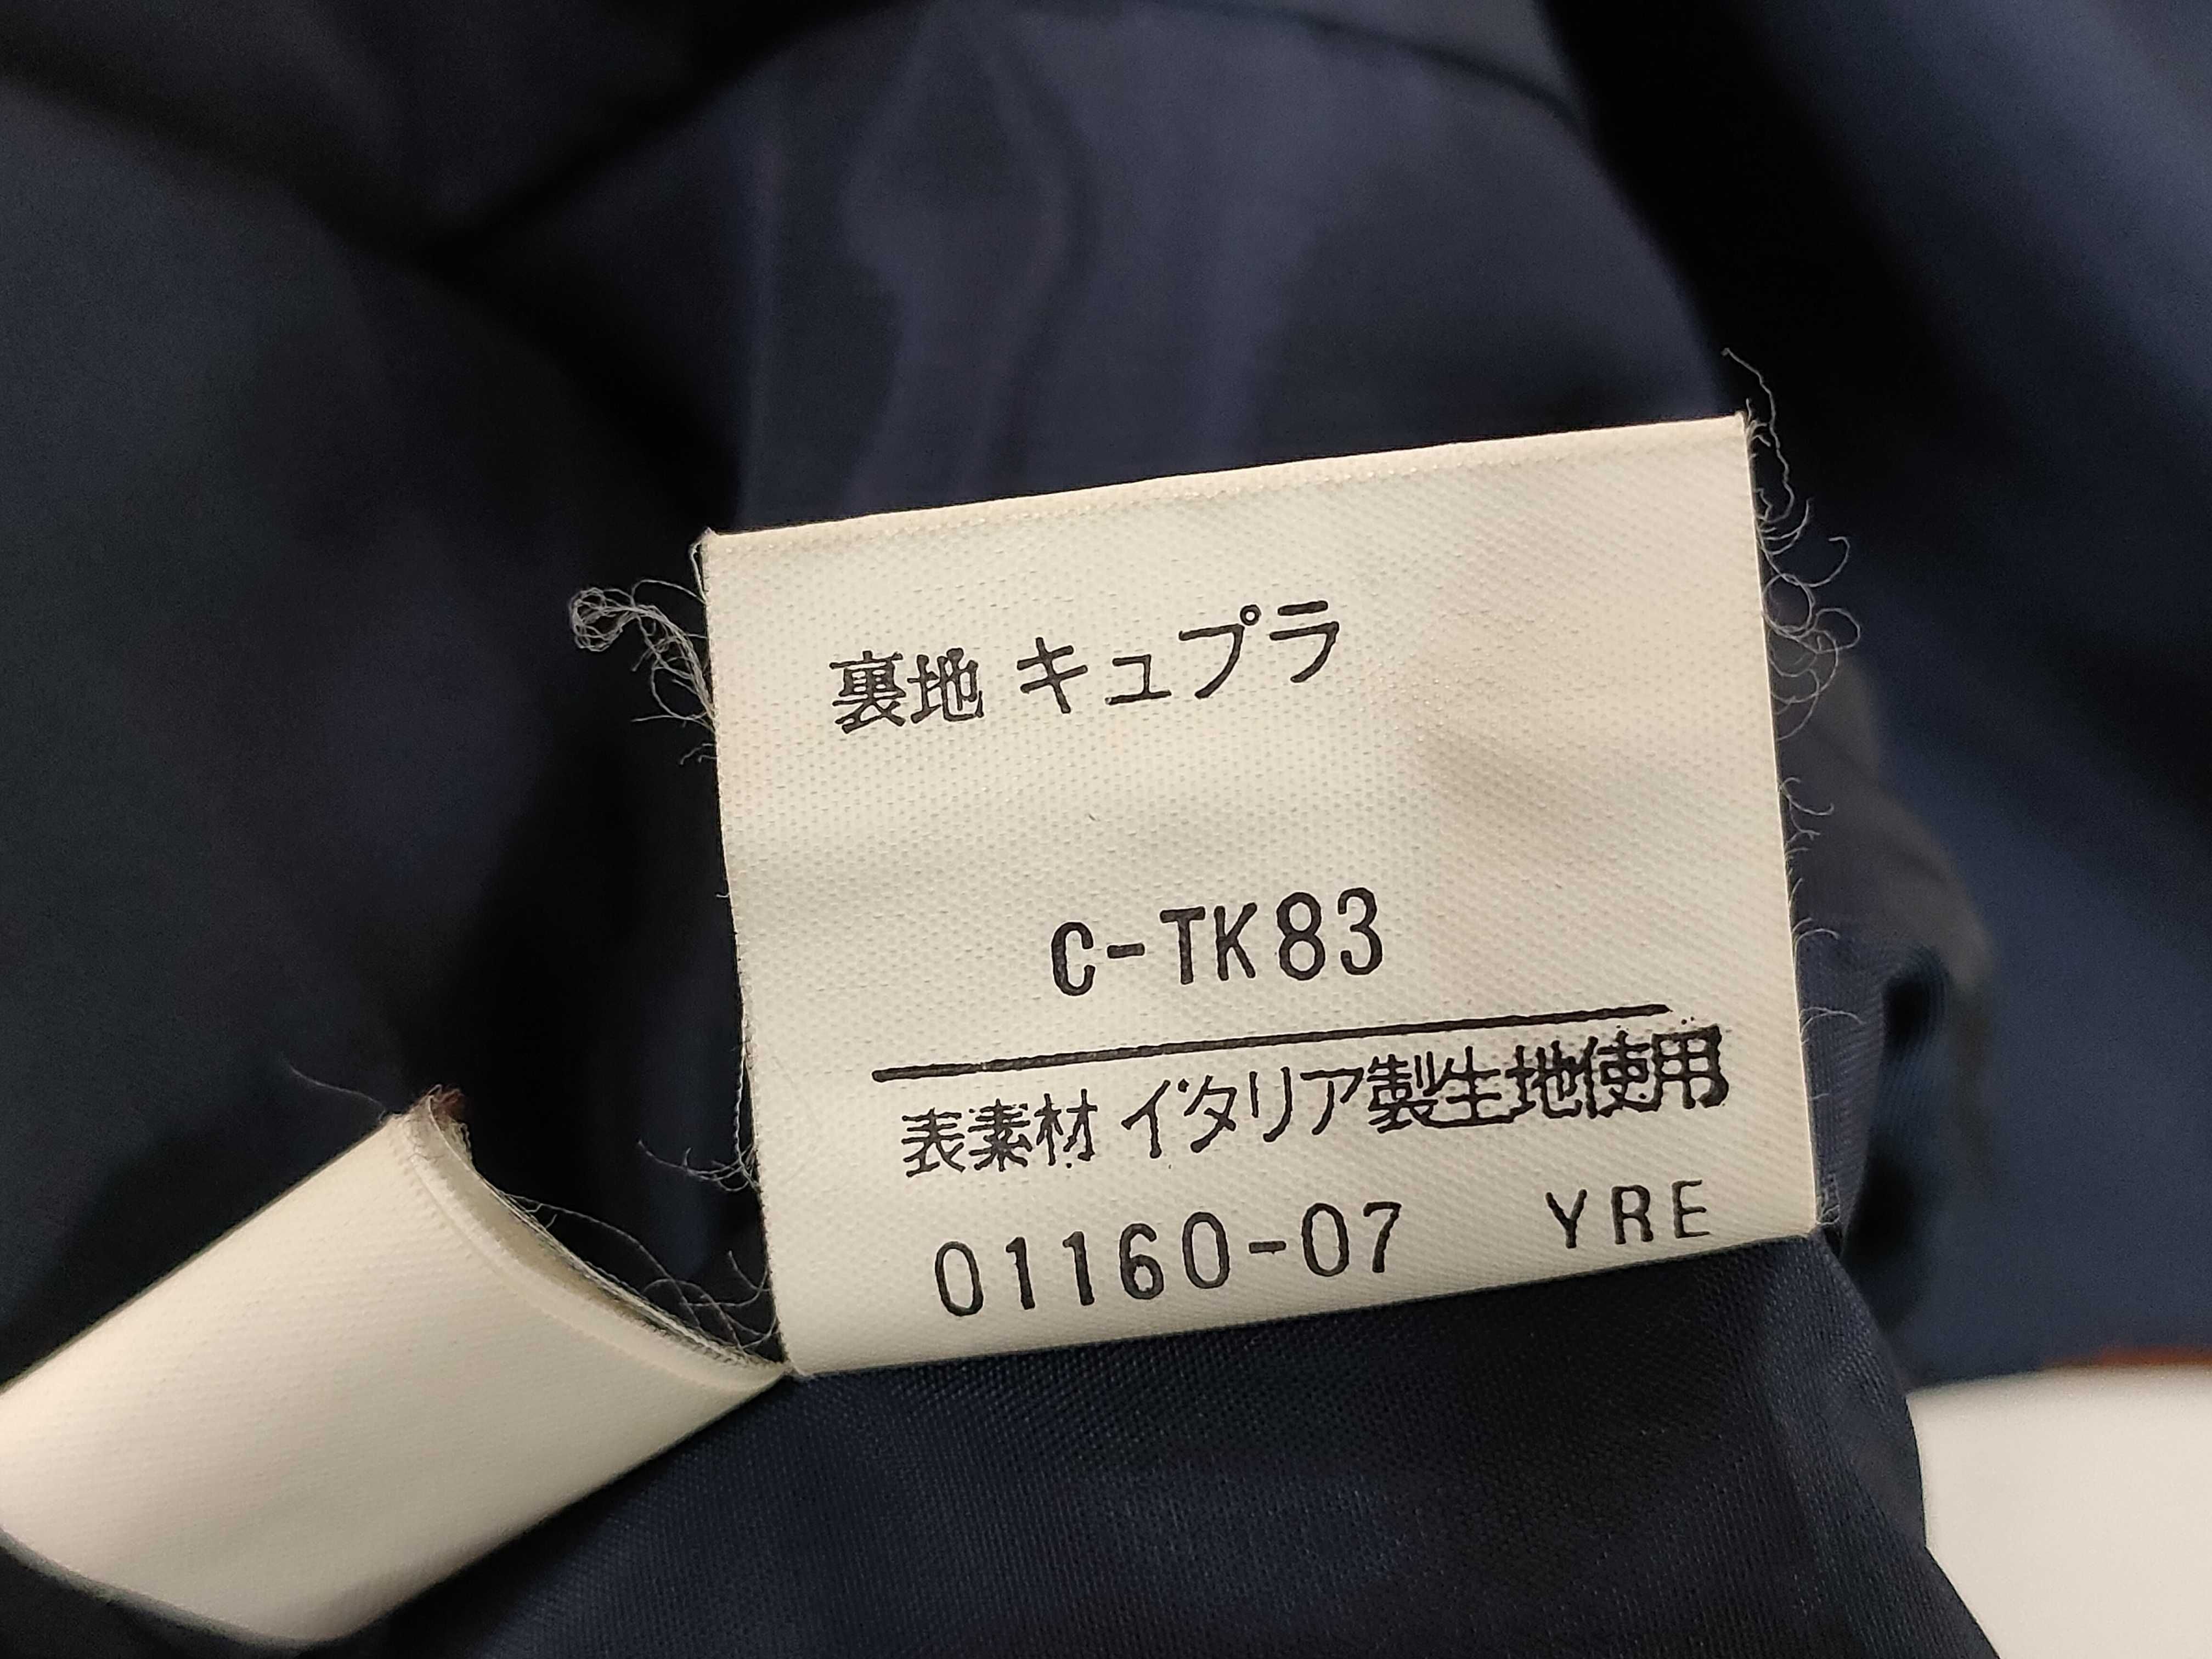 裏地 キュプラ
C-TK83
表素材 イタリア製生地使用
01160-07 YRE